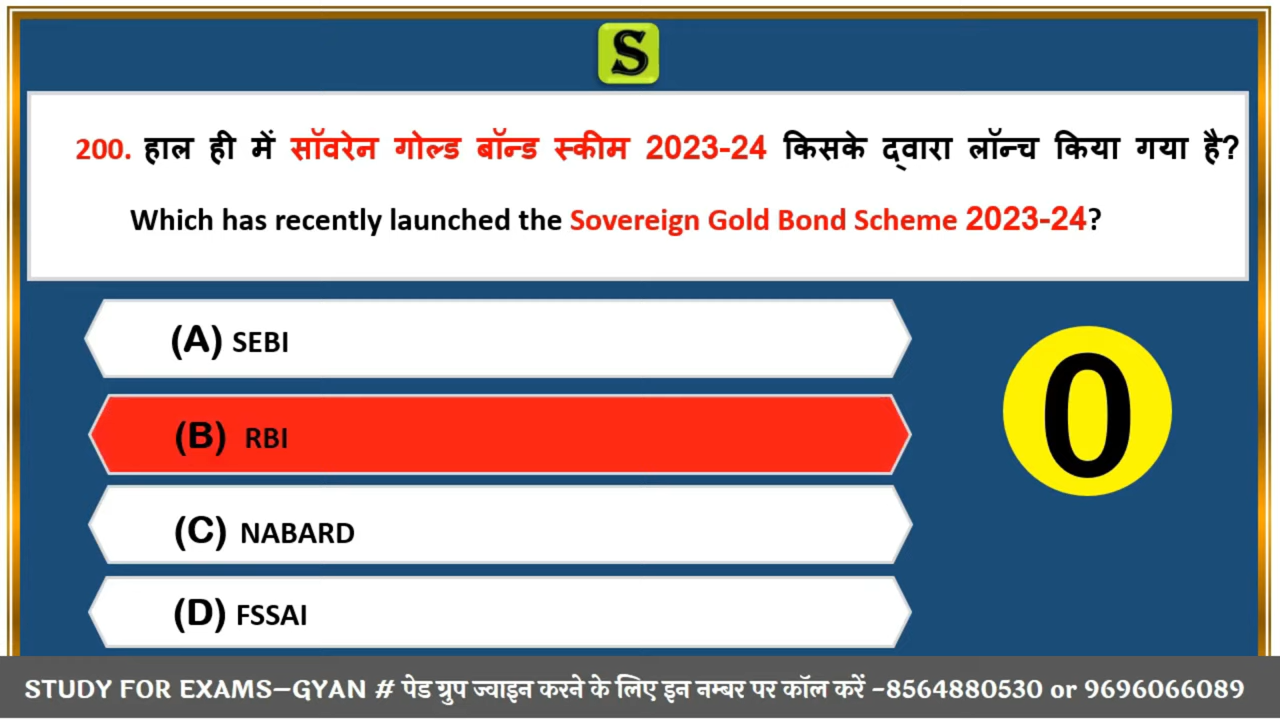 S
200. हाल ही में सॉवरेन गोल्ड बॉन्ड स्कीम 2023-24 किसके द्वारा लॉन्च किया गया है?
Which has recently launched the Sovereign Gold Bond Scheme 2023-24?
(A) SEBI
(B) RBI
0
(C) NABARD
(D) FSSAI
STUDY FOR EXAMS–GYAN # पेड ग्रुप ज्वाइन करने के लिए इन नम्बर पर कॉल करें –8564880530 or 9696066089